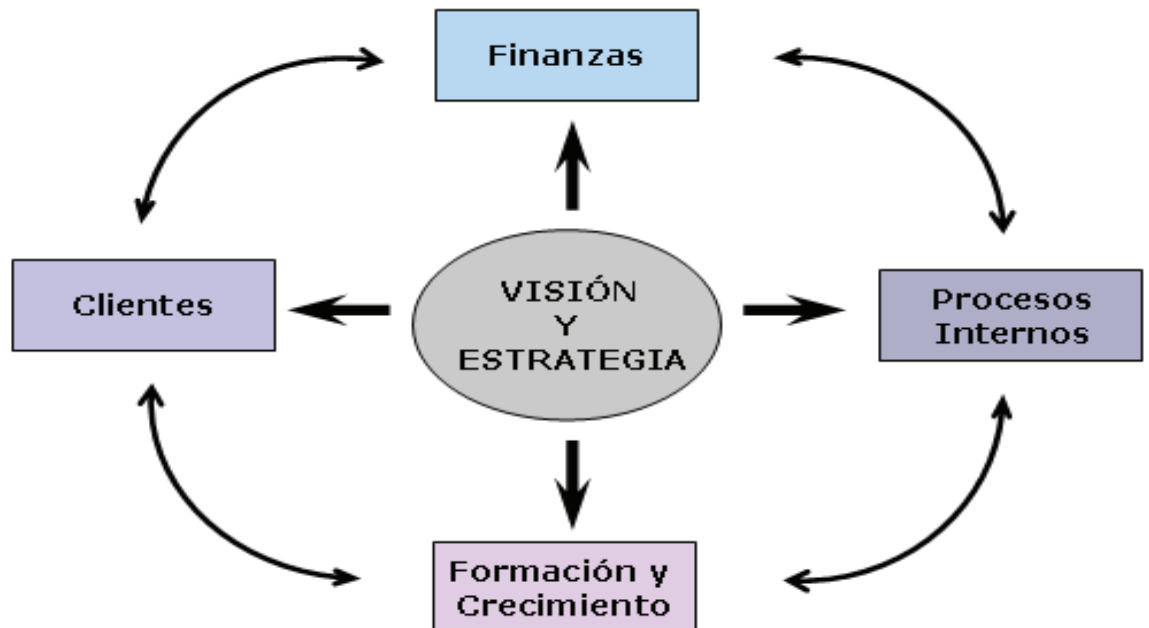 Finanzas
Clientes
VISIÓN
Y
ESTRATEGIA
Procesos
Internos
Formación y
Crecimiento